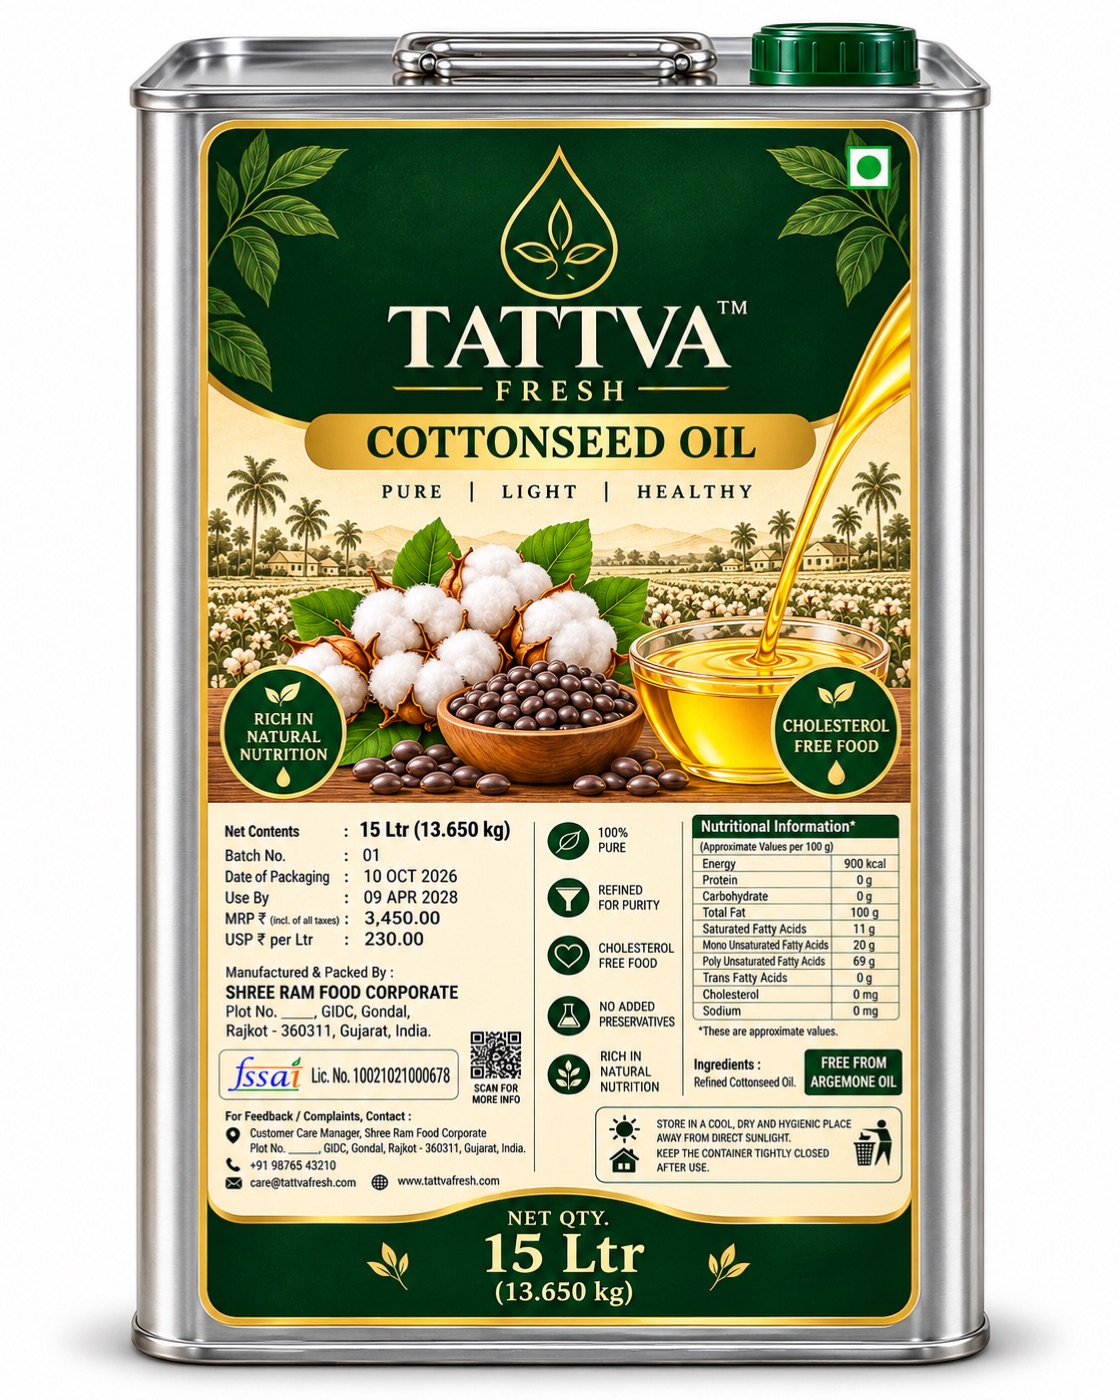 TATTVA™
FRESH
COTTONSEED OIL
PURE | LIGHT | HEALTHY
RICH IN
NATURAL
NUTRITION
CHOLESTEROL
FREE FOOD
Net Contents : 15 Ltr (13.650 kg)
Batch No. : 01
Date of Packaging : 10 OCT 2026
Use By : 09 APR 2028
MRP ₹ (incl. of all taxes) : 3,450.00
USP ₹ per Ltr : 230.00
Manufactured & Packed By :
SHREE RAM FOOD CORPORATE
Plot No. ____, GIDC, Gondal,
Rajkot - 360311, Gujarat, India.
fssai Lic. No. 10021021000678
SCAN FOR
MORE INFO
For Feedback / Complaints, Contact :
Customer Care Manager, Shree Ram Food Corporate
Plot No. _____, GIDC, Gondal, Rajkot - 360311, Gujarat, India.
+91 98765 43210
care@tattvafresh.com www.tattvafresh.com
100%
PURE
REFINED
FOR PURITY
CHOLESTEROL
FREE FOOD
NO ADDED
PRESERVATIVES
RICH IN
NATURAL
NUTRITION
Nutritional Information*
(Approximate Values per 100 g)
Energy 900 kcal
Protein 0 g
Carbohydrate 0 g
Total Fat 100 g
Saturated Fatty Acids 11 g
Mono Unsaturated Fatty Acids 20 g
Poly Unsaturated Fatty Acids 69 g
Trans Fatty Acids 0 g
Cholesterol 0 mg
Sodium 0 mg
*These are approximate values.
Ingredients :
Refined Cottonseed Oil.
FREE FROM
ARGEMONE OIL
STORE IN A COOL, DRY AND HYGIENIC PLACE
AWAY FROM DIRECT SUNLIGHT.
KEEP THE CONTAINER TIGHTLY CLOSED
AFTER USE.
NET QTY.
15 Ltr
(13.650 kg)